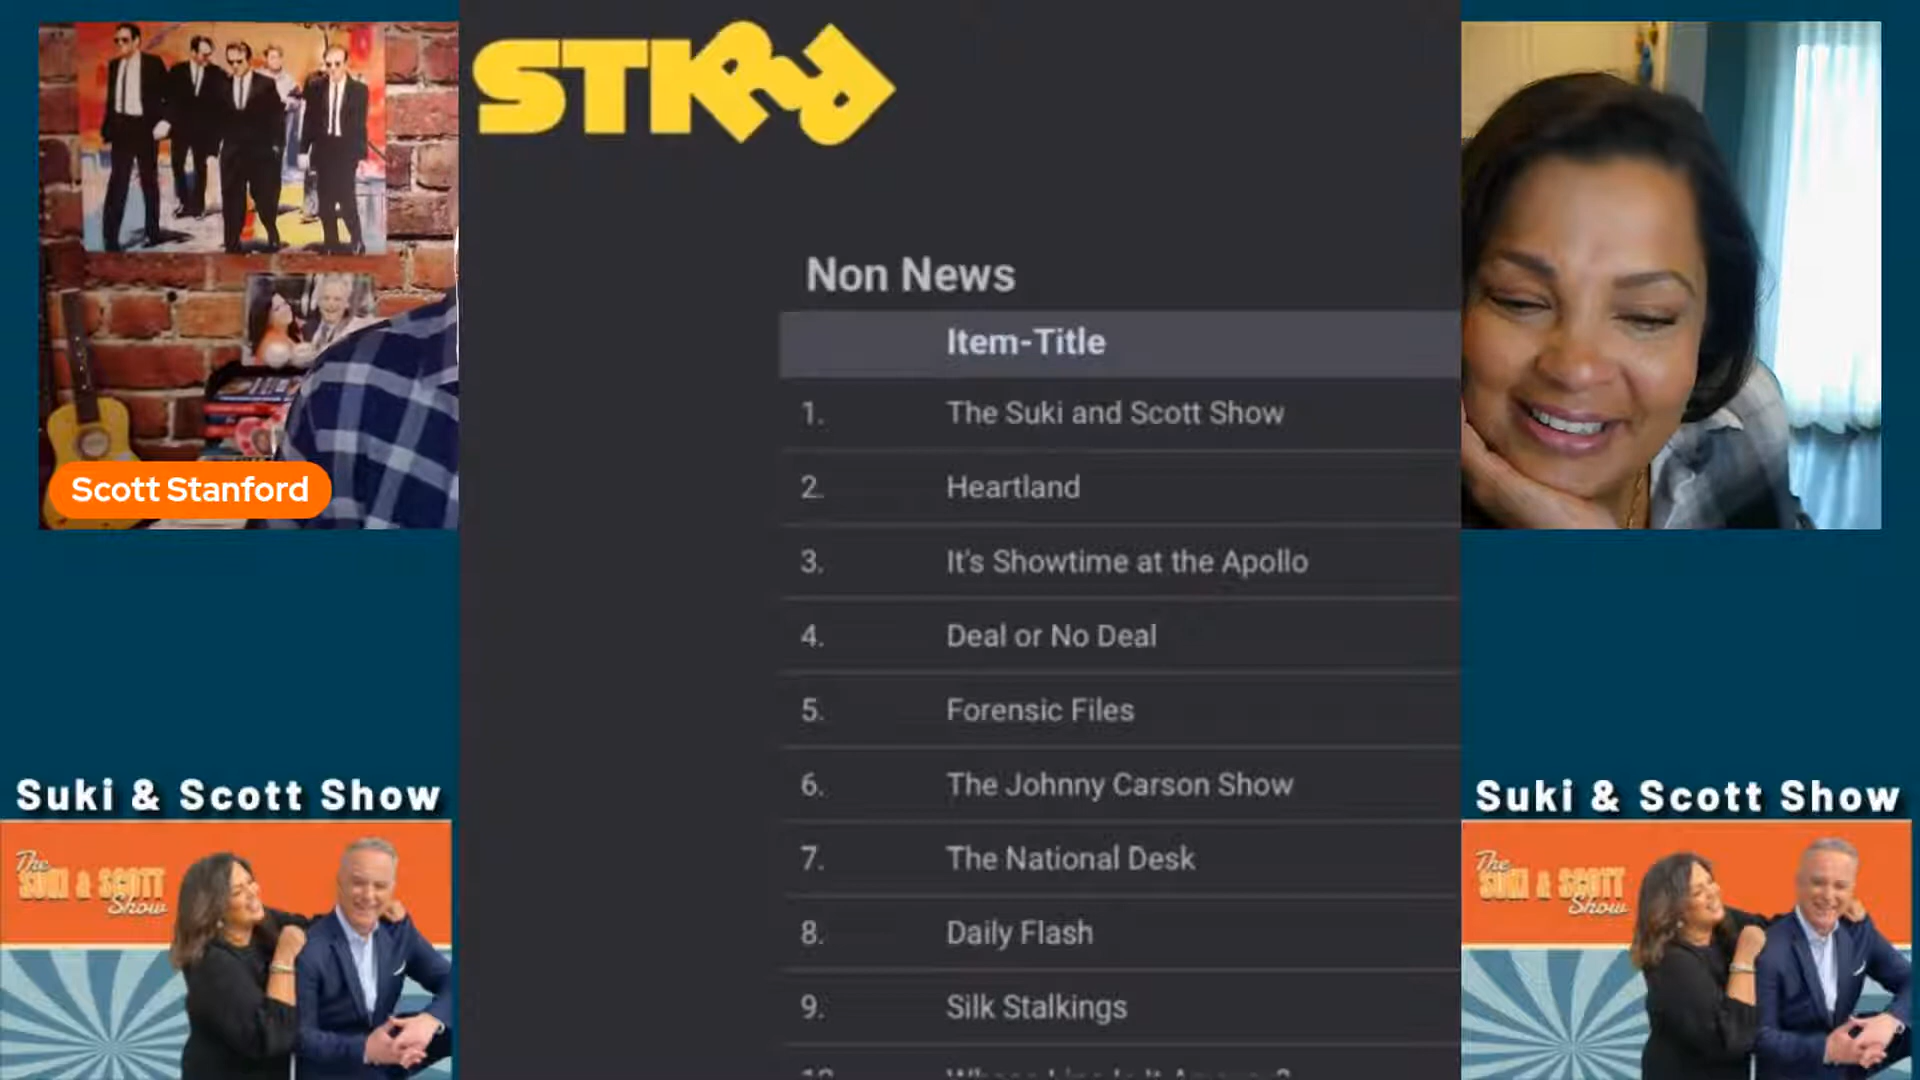 STIRR
Non News
Item-Title
1. The Suki and Scott Show
2. Heartland
3. It's Showtime at the Apollo
4. Deal or No Deal
5. Forensic Files
6. The Johnny Carson Show
7. The National Desk
8. Daily Flash
9. Silk Stalkings
Scott Stanford
Suki & Scott Show
The
SUKI & SCOTT
Show
Suki & Scott Show
The
SUKI & SCOTT
Show